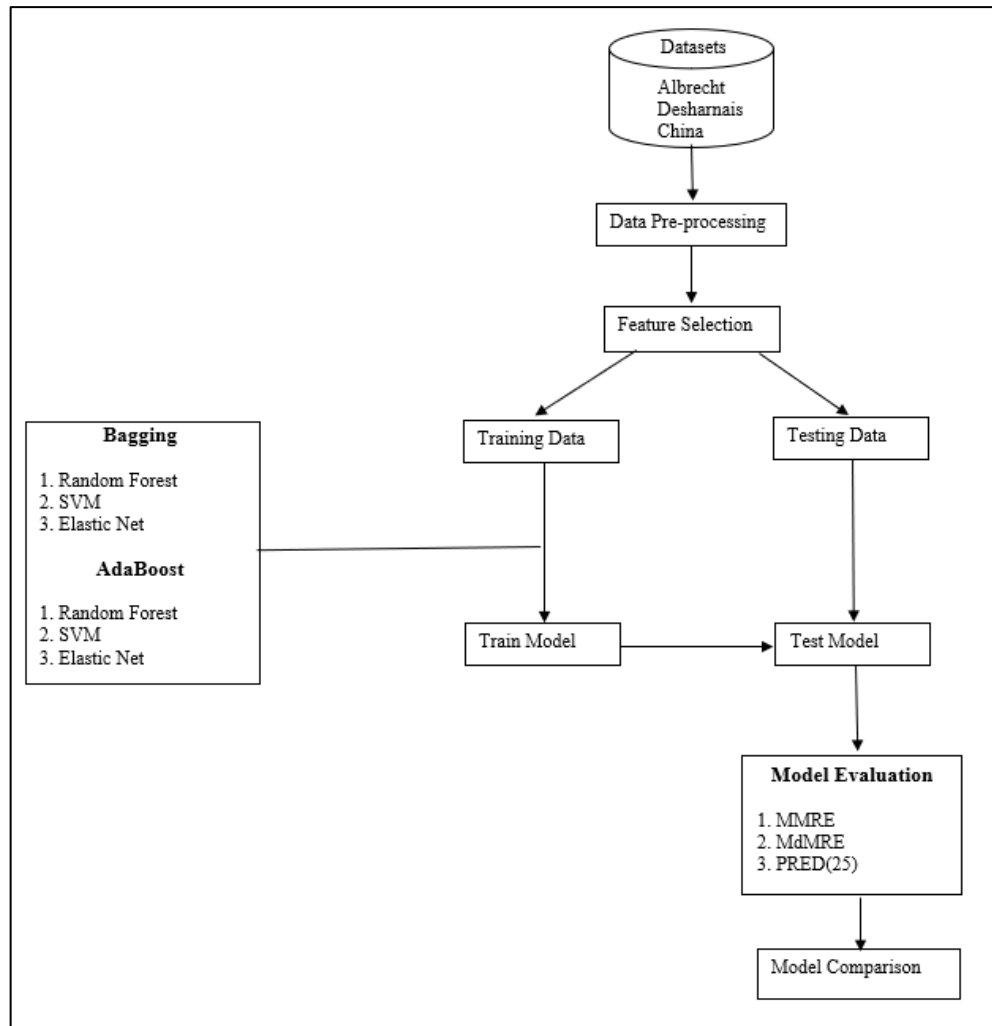 Datasets
Albrecht
Desharnais
China
Data Pre-processing
Feature Selection
Training Data
Testing Data
Bagging
1. Random Forest
2. SVM
3. Elastic Net
AdaBoost
1. Random Forest
2. SVM
3. Elastic Net
Train Model
Test Model
Model Evaluation
1. MMRE
2. MdMRE
3. PRED(25)
Model Comparison